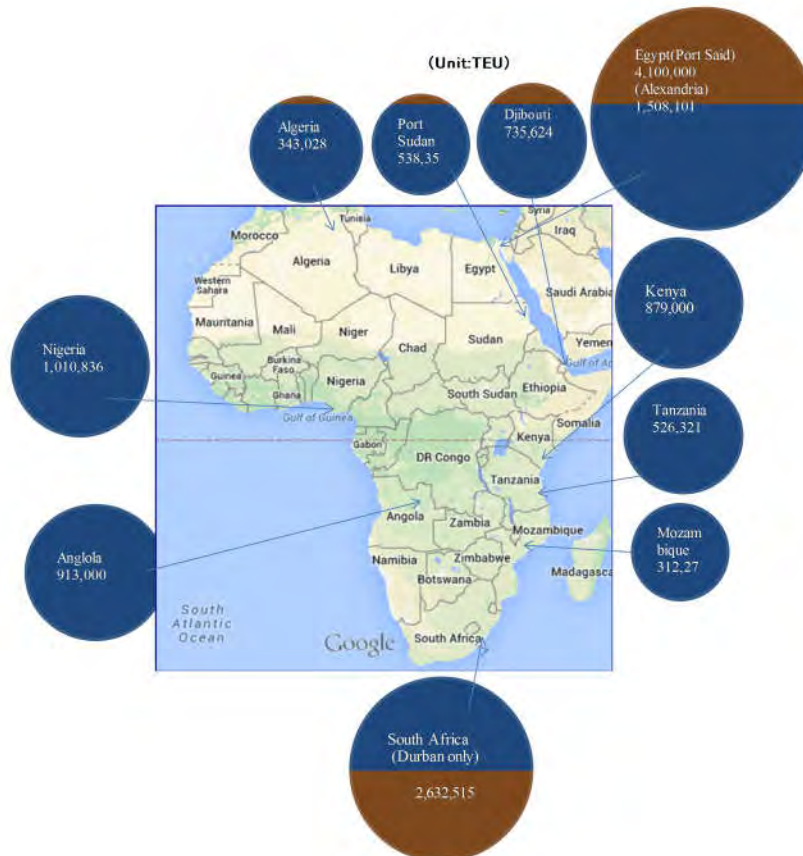 (Unit:TEU)
Egypt(Port Said)
4,100,000
(Alexandria)
1,508,101
Algeria
343,028
Port
Sudan
538,35
Djibouti
735,624
Kenya
879,000
Nigeria
1,010,836
Tanzania
526,321
Anglola
913,000
Mozam
bique
312,27
South Africa
(Durban only)
2,632,515
Tunisia
Morocco
Algeria
Libya
Egypt
Syria
Iraq
Saudi Arabia
Western
Sahara
Mauritania
Mali
Niger
Chad
Sudan
Yemen
Gulf of
Burkina
Faso
Guinea
Ghana
Nigeria
Gulf of Guinea
South Sudan
Ethiopia
Somalia
Gabon
DR Congo
Kenya
Tanzania
Angola
Zambia
Mozambique
Namibia
Zimbabwe
Botswana
Madagasca
South
Atlantic
Ocean
Google
South Africa